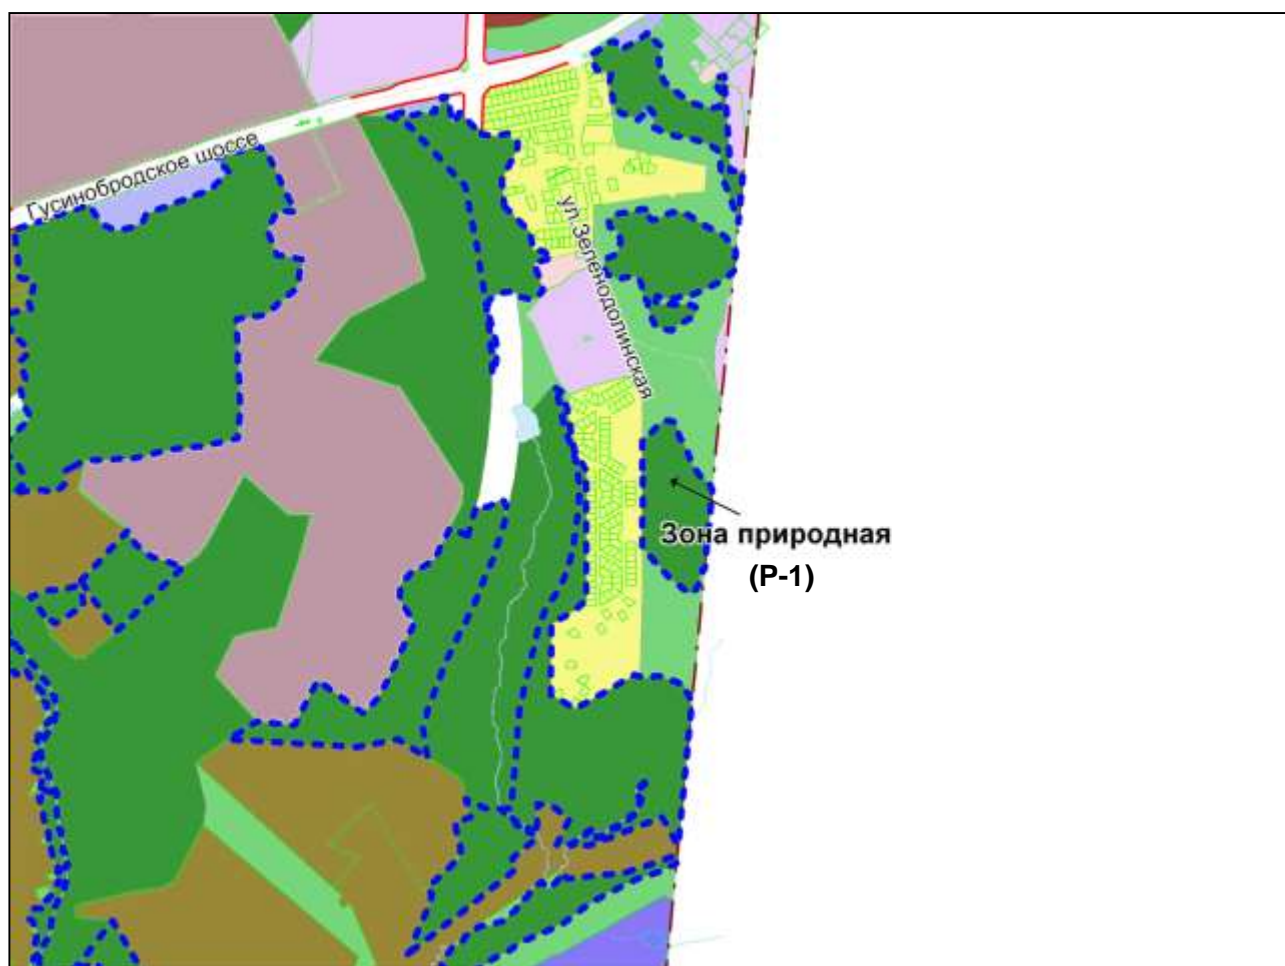 Гусинобродское шоссе
ул.Зеленодолинская
Зона природная
(Р-1)